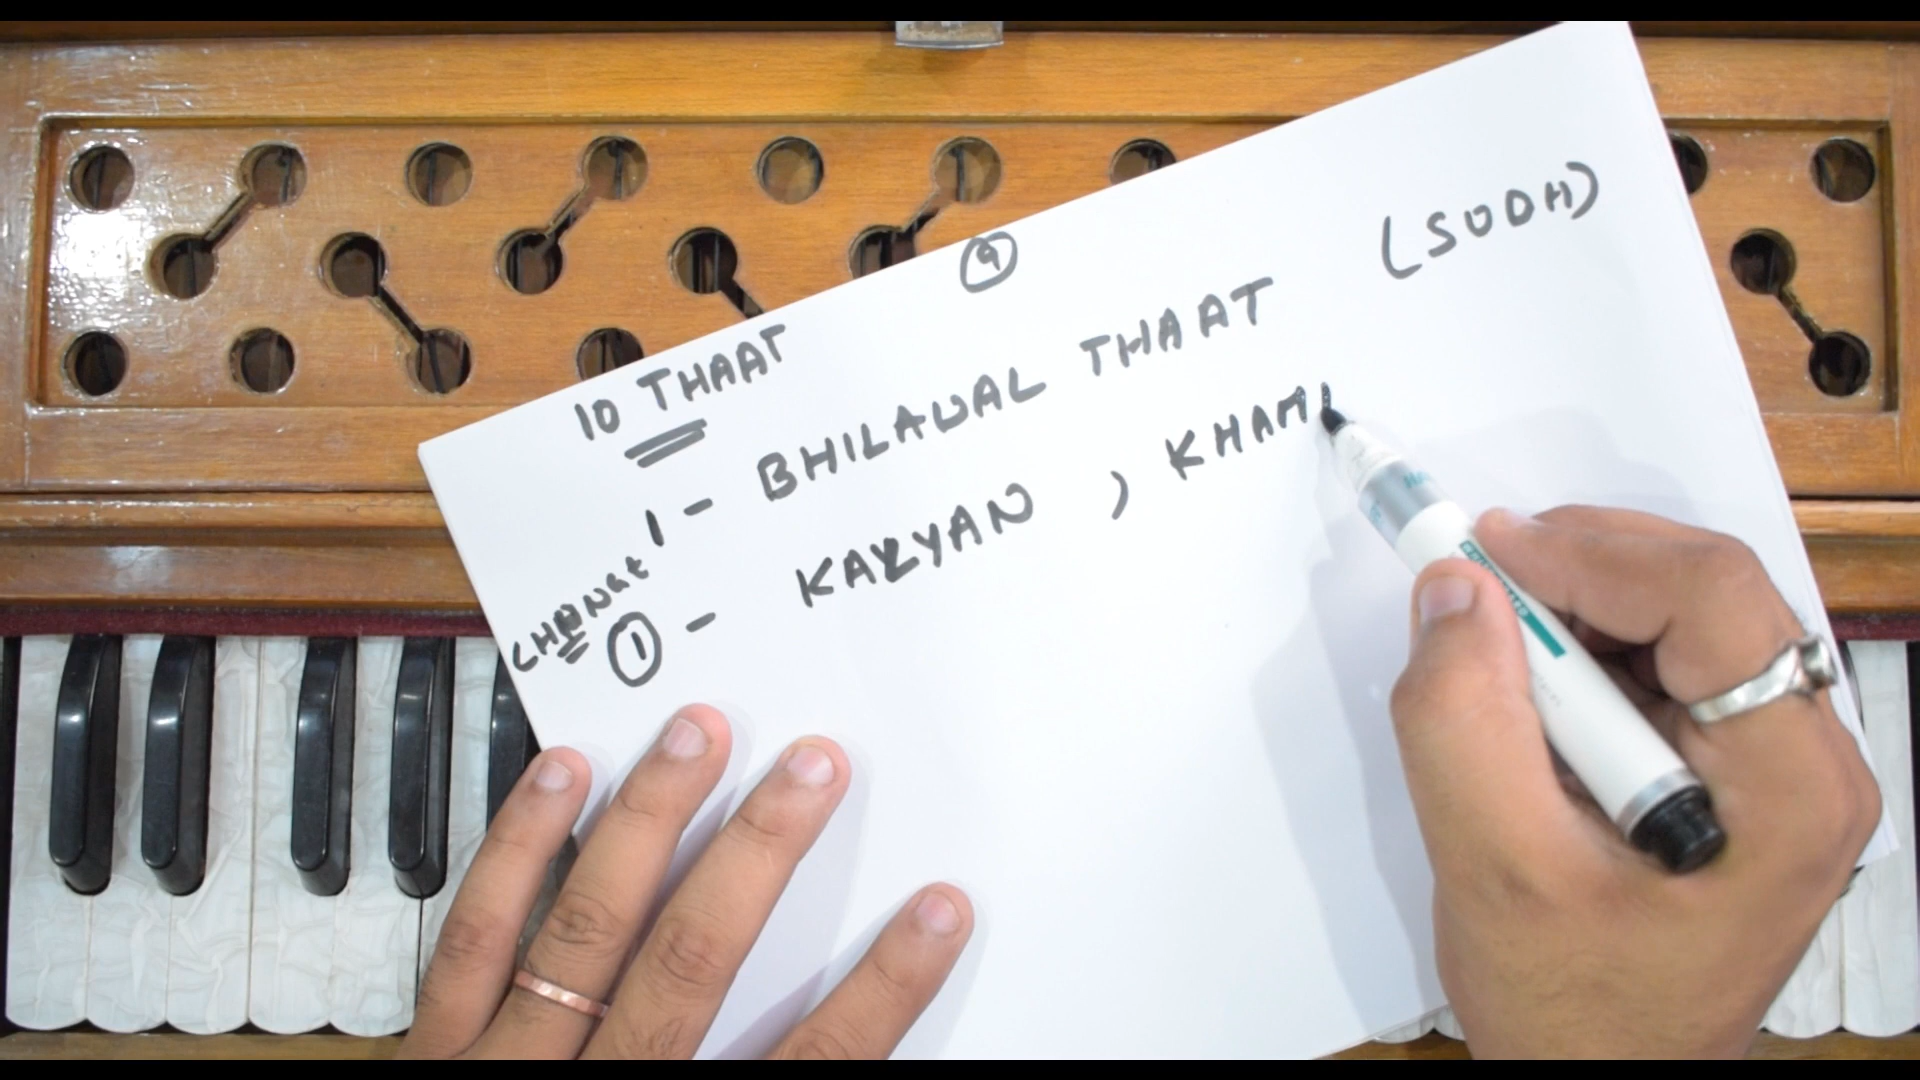 9
10 THAAT
1 - BHILAWAL THAAT (SUDH)
CHANGE
1 - KALYAN , KHAM